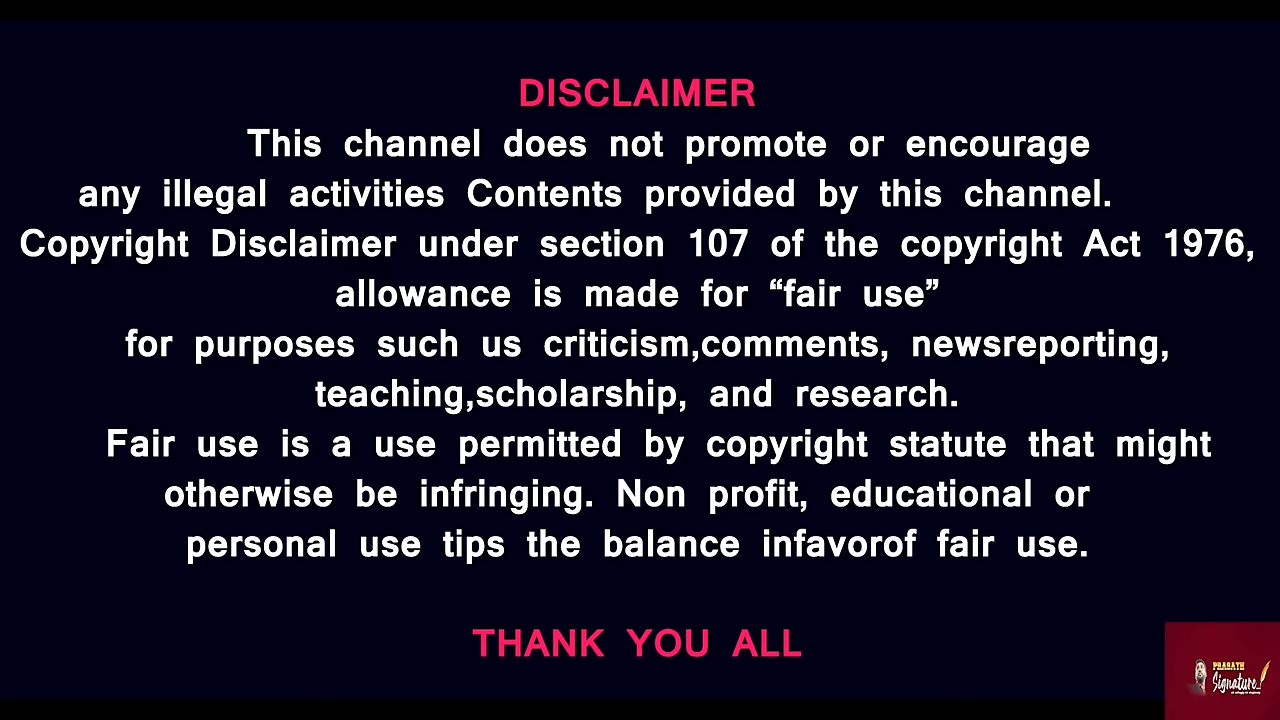 DISCLAIMER
This channel does not promote or encourage
any illegal activities Contents provided by this channel.
Copyright Disclaimer under section 107 of the copyright Act 1976,
allowance is made for “fair use”
for purposes such us criticism,comments, newsreporting,
teaching,scholarship, and research.
Fair use is a use permitted by copyright statute that might
otherwise be infringing. Non profit, educational or
personal use tips the balance infavorof fair use.
THANK YOU ALL
PRASATH
Signature